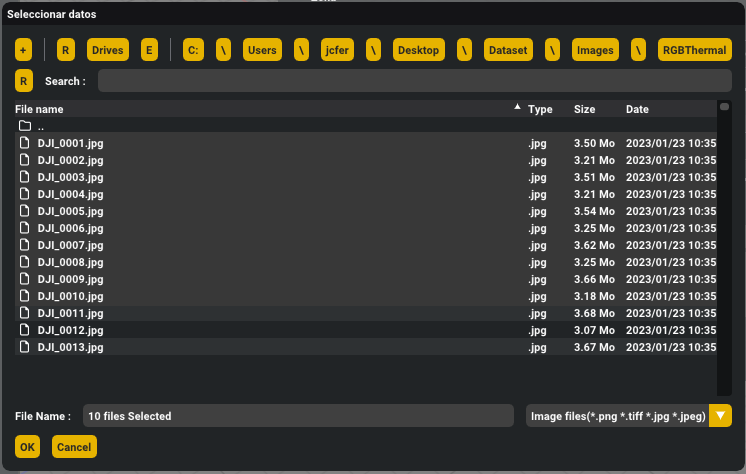 Seleccionar datos
+ R Drives E C: \ Users \ jcfer \ Desktop \ Dataset \ Images \ RGBThermal
R Search :
File name Type Size Date
..
DJI_0001.jpg .jpg 3.50 Mo 2023/01/23 10:35
DJI_0002.jpg .jpg 3.21 Mo 2023/01/23 10:35
DJI_0003.jpg .jpg 3.51 Mo 2023/01/23 10:35
DJI_0004.jpg .jpg 3.21 Mo 2023/01/23 10:35
DJI_0005.jpg .jpg 3.54 Mo 2023/01/23 10:35
DJI_0006.jpg .jpg 3.25 Mo 2023/01/23 10:35
DJI_0007.jpg .jpg 3.62 Mo 2023/01/23 10:35
DJI_0008.jpg .jpg 3.25 Mo 2023/01/23 10:35
DJI_0009.jpg .jpg 3.66 Mo 2023/01/23 10:35
DJI_0010.jpg .jpg 3.18 Mo 2023/01/23 10:35
DJI_0011.jpg .jpg 3.68 Mo 2023/01/23 10:35
DJI_0012.jpg .jpg 3.07 Mo 2023/01/23 10:35
DJI_0013.jpg .jpg 3.67 Mo 2023/01/23 10:35
File Name : 10 files Selected Image files(*.png *.tiff *.jpg *.jpeg)
OK Cancel